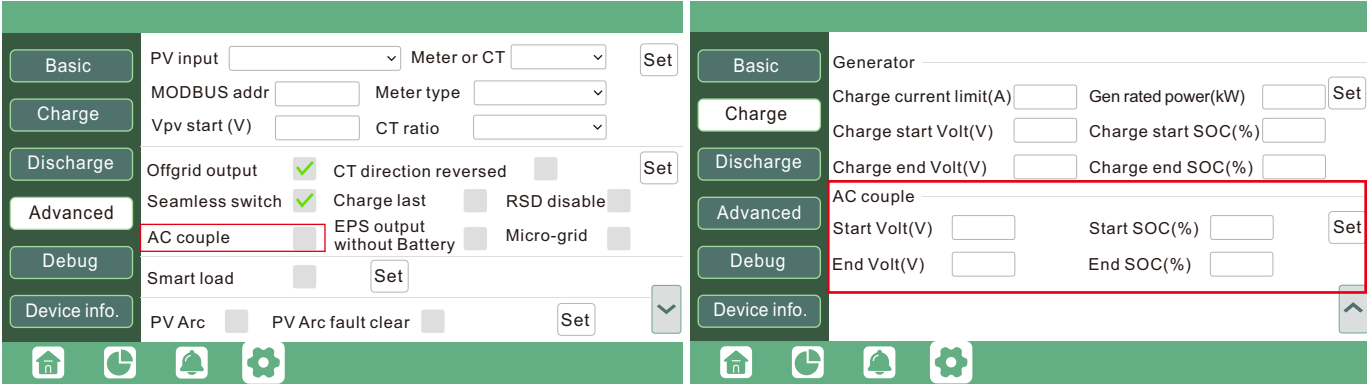 Basic
Charge
Discharge
Advanced
Debug
Device info.
PV input Meter or CT Set
MODBUS addr Meter type
Vpv start (V) CT ratio
Offgrid output CT direction reversed Set
Seamless switch Charge last RSD disable
AC couple EPS output without Battery Micro-grid
Smart load Set
PV Arc PV Arc fault clear Set
Basic
Charge
Discharge
Advanced
Debug
Device info.
Generator
Charge current limit(A) Gen rated power(kW) Set
Charge start Volt(V) Charge start SOC(%)
Charge end Volt(V) Charge end SOC(%)
AC couple
Start Volt(V) Start SOC(%) Set
End Volt(V) End SOC(%)